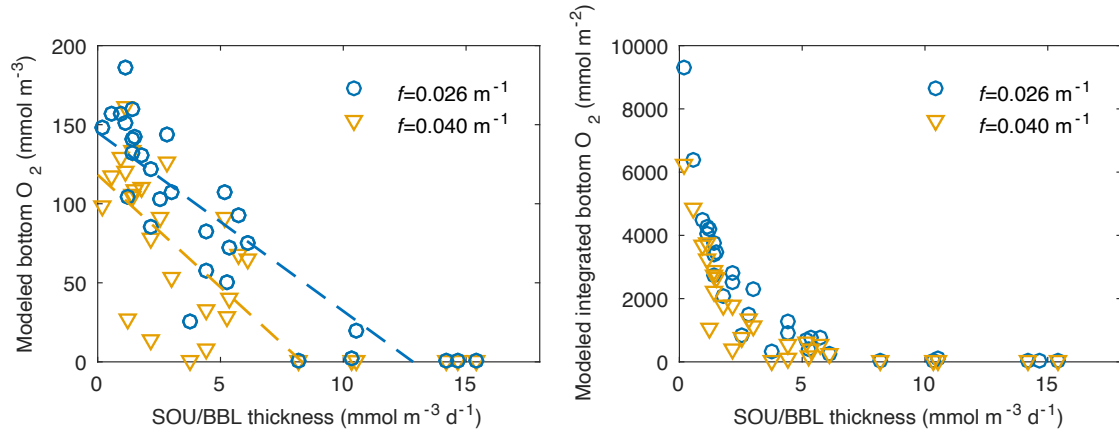 Modeled bottom O2 (mmol m-3)
200
150
100
50
0
f=0.026 m-1
f=0.040 m-1
0 5 10 15
SOU/BBL thickness (mmol m-3 d-1)
Modeled integrated bottom O2 (mmol m-2)
10000
8000
6000
4000
2000
0
f=0.026 m-1
f=0.040 m-1
0 5 10 15
SOU/BBL thickness (mmol m-3 d-1)